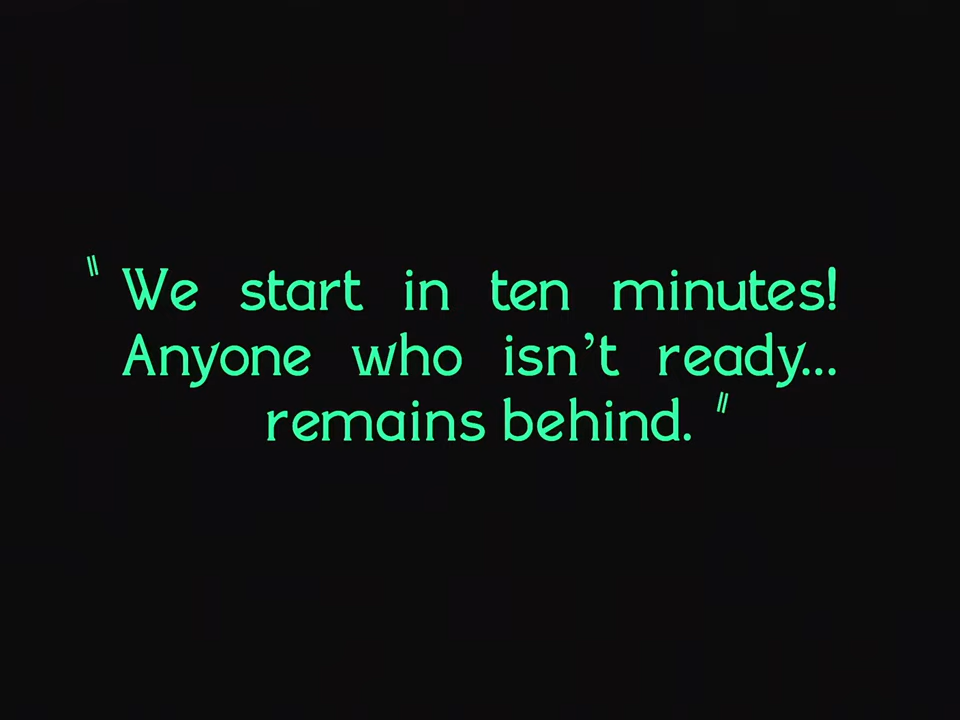 "We start in ten minutes!
Anyone who isn’t ready...
remains behind."